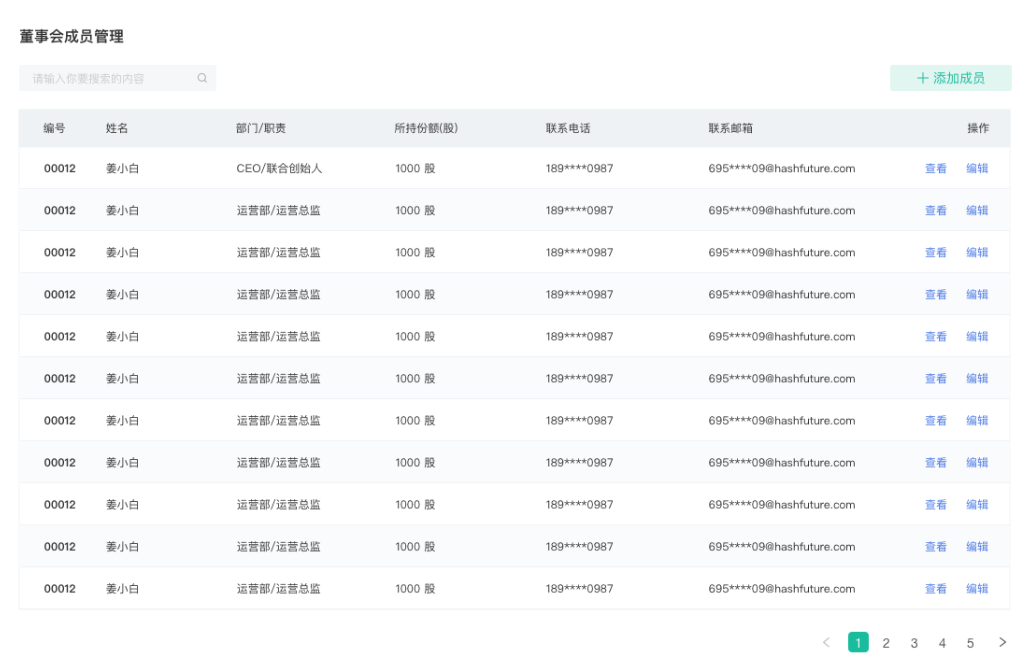 董事会成员管理
请输入你要搜索的内容
添加成员
编号 姓名 部门/职责 所持份额(股) 联系电话 联系邮箱 操作
00012 姜小白 CEO/联合创始人 1000 股 189****0987 695****09@hashfuture.com 查看 编辑
00012 姜小白 运营部/运营总监 1000 股 189****0987 695****09@hashfuture.com 查看 编辑
00012 姜小白 运营部/运营总监 1000 股 189****0987 695****09@hashfuture.com 查看 编辑
00012 姜小白 运营部/运营总监 1000 股 189****0987 695****09@hashfuture.com 查看 编辑
00012 姜小白 运营部/运营总监 1000 股 189****0987 695****09@hashfuture.com 查看 编辑
00012 姜小白 运营部/运营总监 1000 股 189****0987 695****09@hashfuture.com 查看 编辑
00012 姜小白 运营部/运营总监 1000 股 189****0987 695****09@hashfuture.com 查看 编辑
00012 姜小白 运营部/运营总监 1000 股 189****0987 695****09@hashfuture.com 查看 编辑
00012 姜小白 运营部/运营总监 1000 股 189****0987 695****09@hashfuture.com 查看 编辑
00012 姜小白 运营部/运营总监 1000 股 189****0987 695****09@hashfuture.com 查看 编辑
00012 姜小白 运营部/运营总监 1000 股 189****0987 695****09@hashfuture.com 查看 编辑
< 1 2 3 4 5 >